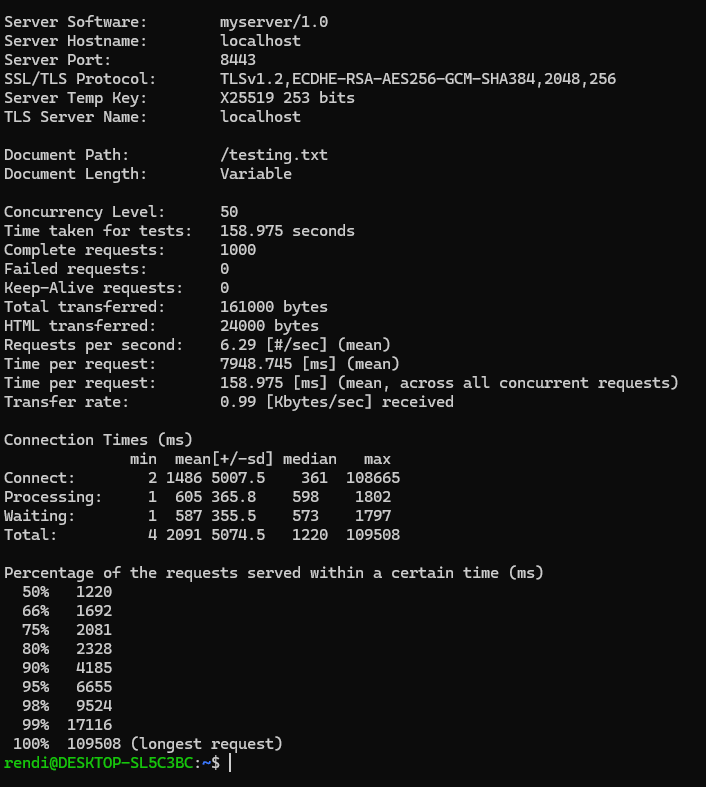 Server Software:        myserver/1.0
Server Hostname:        localhost
Server Port:            8443
SSL/TLS Protocol:       TLSv1.2,ECDHE-RSA-AES256-GCM-SHA384,2048,256
Server Temp Key:        X25519 253 bits
TLS Server Name:        localhost

Document Path:          /testing.txt
Document Length:        Variable

Concurrency Level:      50
Time taken for tests:   158.975 seconds
Complete requests:      1000
Failed requests:        0
Keep-Alive requests:    0
Total transferred:      161000 bytes
HTML transferred:       24000 bytes
Requests per second:    6.29 [#/sec] (mean)
Time per request:       7948.745 [ms] (mean)
Time per request:       158.975 [ms] (mean, across all concurrent requests)
Transfer rate:          0.99 [Kbytes/sec] received

Connection Times (ms)
              min  mean[+/-sd] median   max
Connect:        2 1486 5007.5    361  108665
Processing:     1  605 365.8    598    1802
Waiting:        1  587 355.5    573    1797
Total:          4 2091 5074.5   1220  109508

Percentage of the requests served within a certain time (ms)
  50%   1220
  66%   1692
  75%   2081
  80%   2328
  90%   4185
  95%   6655
  98%   9524
  99%  17116
 100%  109508 (longest request)
rendi@DESKTOP-SL5C3BC:~$